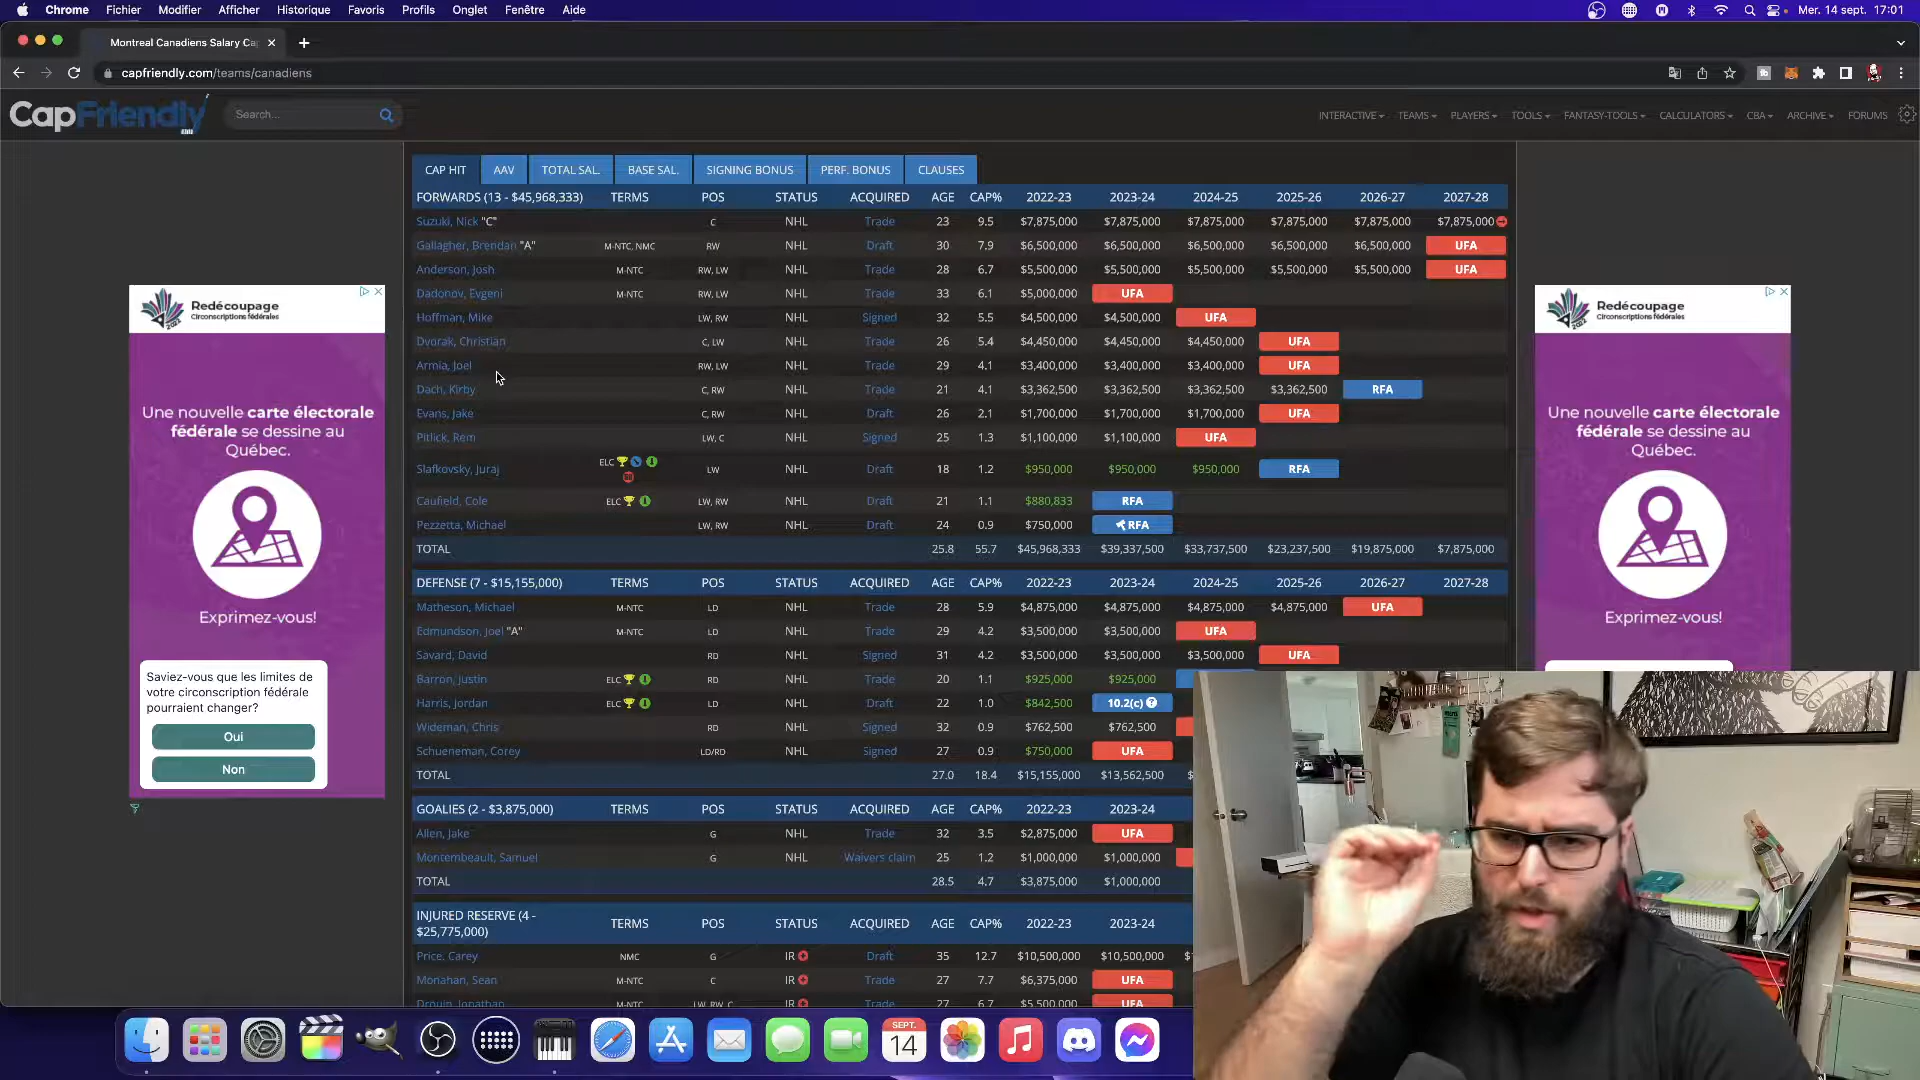 Chrome Fichier Modifier Affichage Historique Favoris Profils Onglet Fenêtre Aide Mer. 14 sept. 17:01
Montreal Canadiens Salary Ca
capfriendly.com/teams/canadiens
CapFriendly Search... INTERACTIVE TEAMS PLAYERS TOOLS FANTASY-TOOLS CALCULATORS CBA ARCHIVE FORUMS
CAP HIT AAV TOTAL SAL. BASE SAL. SIGNING BONUS PERF. BONUS CLAUSES
FORWARDS (13 - $45,968,333) TERMS POS STATUS ACQUIRED AGE CAP% 2022-23 2023-24 2024-25 2025-26 2026-27 2027-28
Suzuki, Nick "C" C NHL Trade 23 9.5 $7,875,000 $7,875,000 $7,875,000 $7,875,000 $7,875,000 $7,875,000
Gallagher, Brendan "A" M-NTC, NMC RW NHL Draft 30 7.9 $6,500,000 $6,500,000 $6,500,000 $6,500,000 $6,500,000 UFA
Anderson, Josh M-NTC RW, LW NHL Trade 28 6.7 $5,500,000 $5,500,000 $5,500,000 $5,500,000 $5,500,000 UFA
Dadonov, Evgeni M-NTC RW, LW NHL Trade 33 6.1 $5,000,000 UFA
Hoffman, Mike LW, RW NHL Signed 32 5.5 $4,500,000 $4,500,000 UFA
Dvorak, Christian C, LW NHL Trade 26 5.4 $4,450,000 $4,450,000 $4,450,000 UFA
Armia, Joel RW, LW NHL Trade 29 4.1 $3,400,000 $3,400,000 $3,400,000 UFA
Dach, Kirby C, RW NHL Trade 21 4.1 $3,362,500 $3,362,500 $3,362,500 $3,362,500 RFA
Evans, Jake C, RW NHL Draft 26 2.1 $1,700,000 $1,700,000 $1,700,000 UFA
Pitlick, Rem LW, C NHL Signed 25 1.3 $1,100,000 $1,100,000 UFA
Slafkovsky, Juraj ELC LW NHL Draft 18 1.2 $950,000 $950,000 $950,000 RFA
Caufield, Cole ELC LW, RW NHL Draft 21 1.1 $880,833 RFA
Pezzetta, Michael LW, RW NHL Draft 24 0.9 $750,000 RFA
TOTAL 25.8 55.7 $45,968,333 $39,337,500 $33,737,500 $23,237,500 $19,875,000 $7,875,000
DEFENSE (7 - $15,155,000) TERMS POS STATUS ACQUIRED AGE CAP% 2022-23 2023-24 2024-25 2025-26 2026-27 2027-28
Matheson, Michael M-NTC LD NHL Trade 28 5.9 $4,875,000 $4,875,000 $4,875,000 $4,875,000 UFA
Edmundson, Joel "A" M-NTC LD NHL Trade 29 4.2 $3,500,000 $3,500,000 UFA
Savard, David RD NHL Signed 31 4.2 $3,500,000 $3,500,000 $3,500,000 UFA
Barron, Justin ELC RD NHL Trade 20 1.1 $925,000 $925,000
Harris, Jordan ELC LD NHL Draft 22 1.0 $842,500 10.2(c)
Wideman, Chris RD NHL Signed 32 0.9 $762,500 $762,500
Schueneman, Corey LD/RD NHL Signed 27 0.9 $750,000 UFA
TOTAL 27.0 18.4 $15,155,000 $13,562,500
GOALIES (2 - $3,875,000) TERMS POS STATUS ACQUIRED AGE CAP% 2022-23 2023-24
Allen, Jake G NHL Trade 32 3.5 $2,875,000 UFA
Montembeault, Samuel G NHL Waivers claim 25 1.2 $1,000,000 $1,000,000
TOTAL 28.5 4.7 $3,875,000 $1,000,000
INJURED RESERVE (4 -
$25,775,000) TERMS POS STATUS ACQUIRED AGE CAP% 2022-23 2023-24
Price, Carey NMC G IR Draft 35 12.7 $10,500,000 $10,500,000
Monahan, Sean M-NTC C IR Trade 27 7.7 $6,375,000 UFA
Drouin, Jonathan M-NTC LW, RW, C IR Trade 27 6.7 $5,500,000 UFA
Redécoupage
Circonscriptions fédérales
Une nouvelle carte électorale
fédérale se dessine au
Québec.
Exprimez-vous!
Saviez-vous que les limites de
votre circonscription fédérale
pourraient changer?
Oui
Non
Redécoupage
Circonscriptions fédérales
Une nouvelle carte électorale
fédérale se dessine au
Québec.
Exprimez-vous!
SEPT.
14